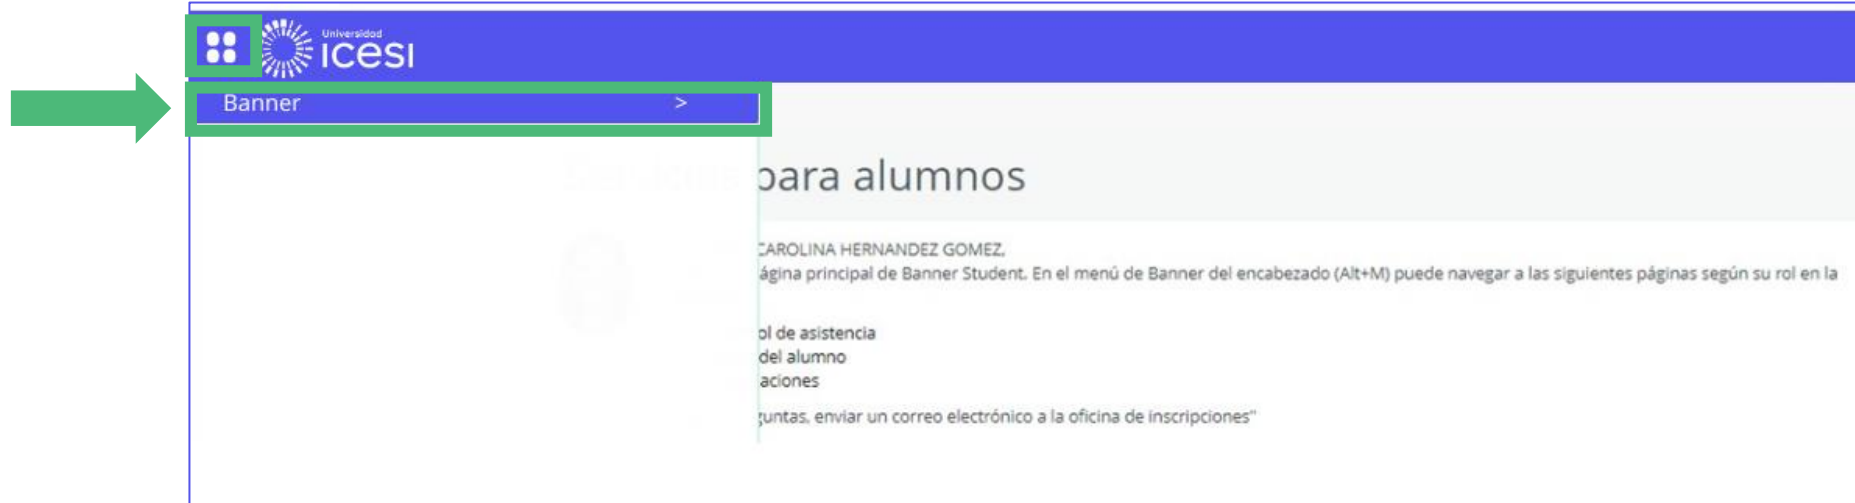 Universidad
icesi
Banner >
para alumnos
CAROLINA HERNANDEZ GOMEZ,
ágina principal de Banner Student. En el menú de Banner del encabezado (Alt+M) puede navegar a las siguientes páginas según su rol en la
ol de asistencia
del alumno
aciones
guntas, enviar un correo electrónico a la oficina de inscripciones"